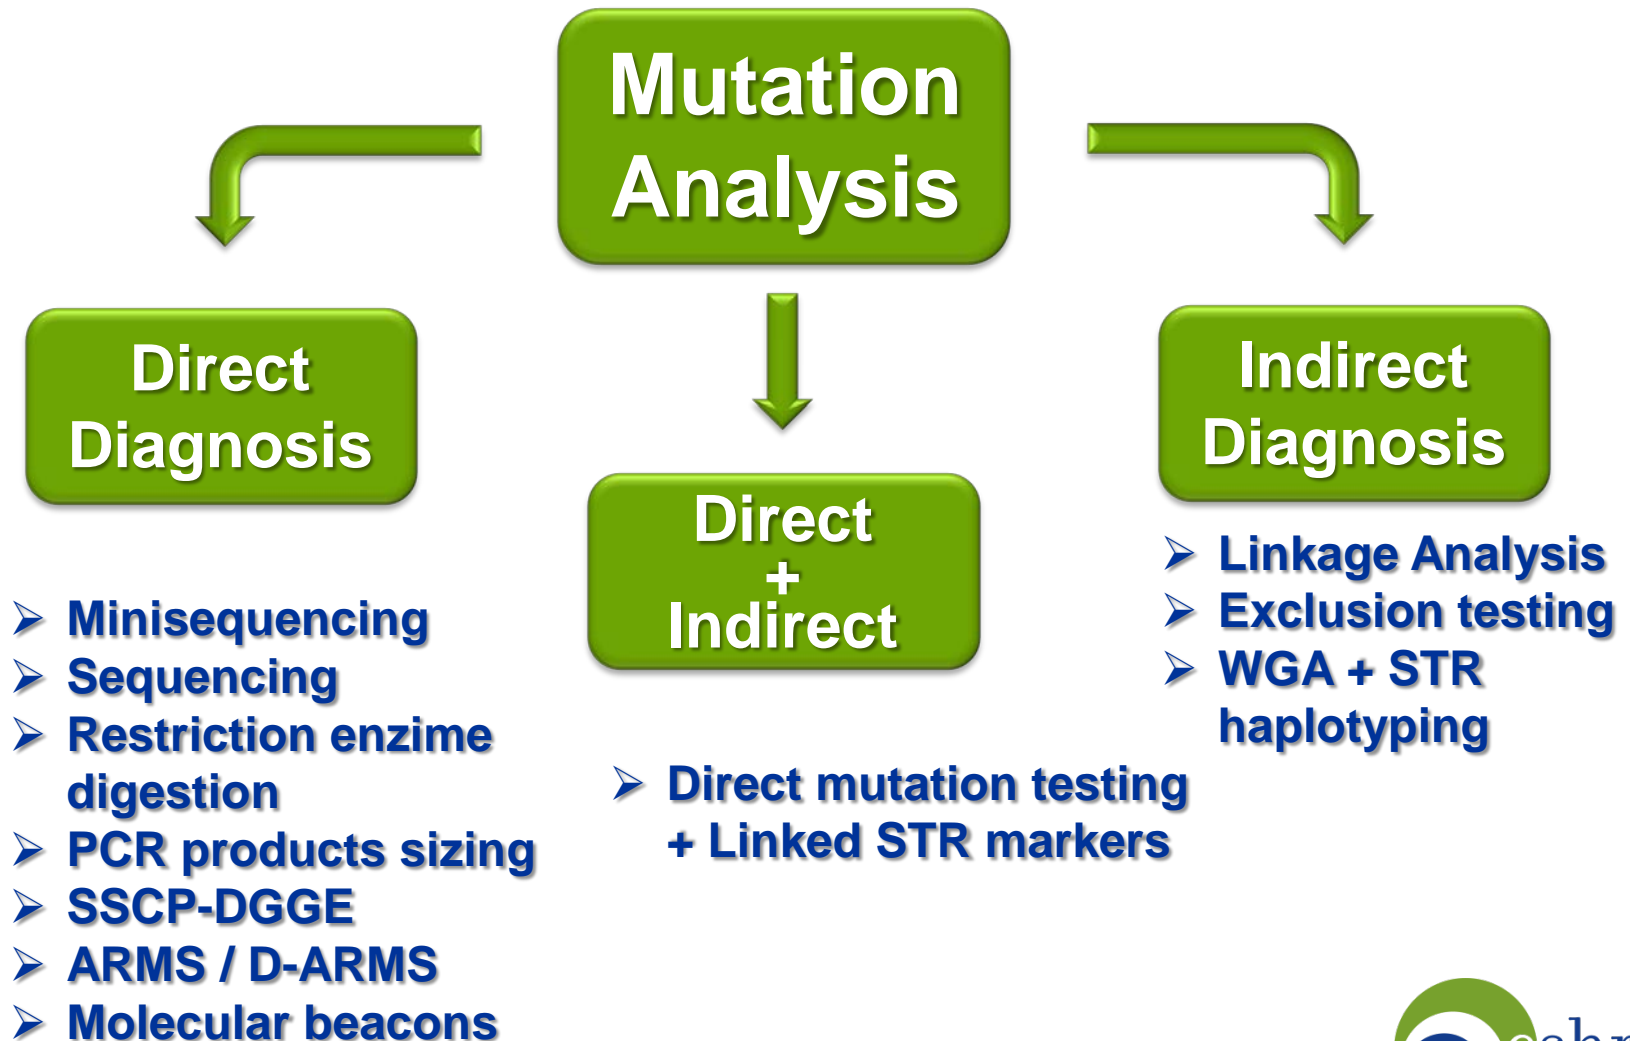 Mutation
Analysis
Direct
Diagnosis
➢ Minisequencing
➢ Sequencing
➢ Restriction enzime
digestion
➢ PCR products sizing
➢ SSCP-DGGE
➢ ARMS / D-ARMS
➢ Molecular beacons
Direct
+
Indirect
➢ Direct mutation testing
+ Linked STR markers
Indirect
Diagnosis
➢ Linkage Analysis
➢ Exclusion testing
➢ WGA + STR
haplotyping